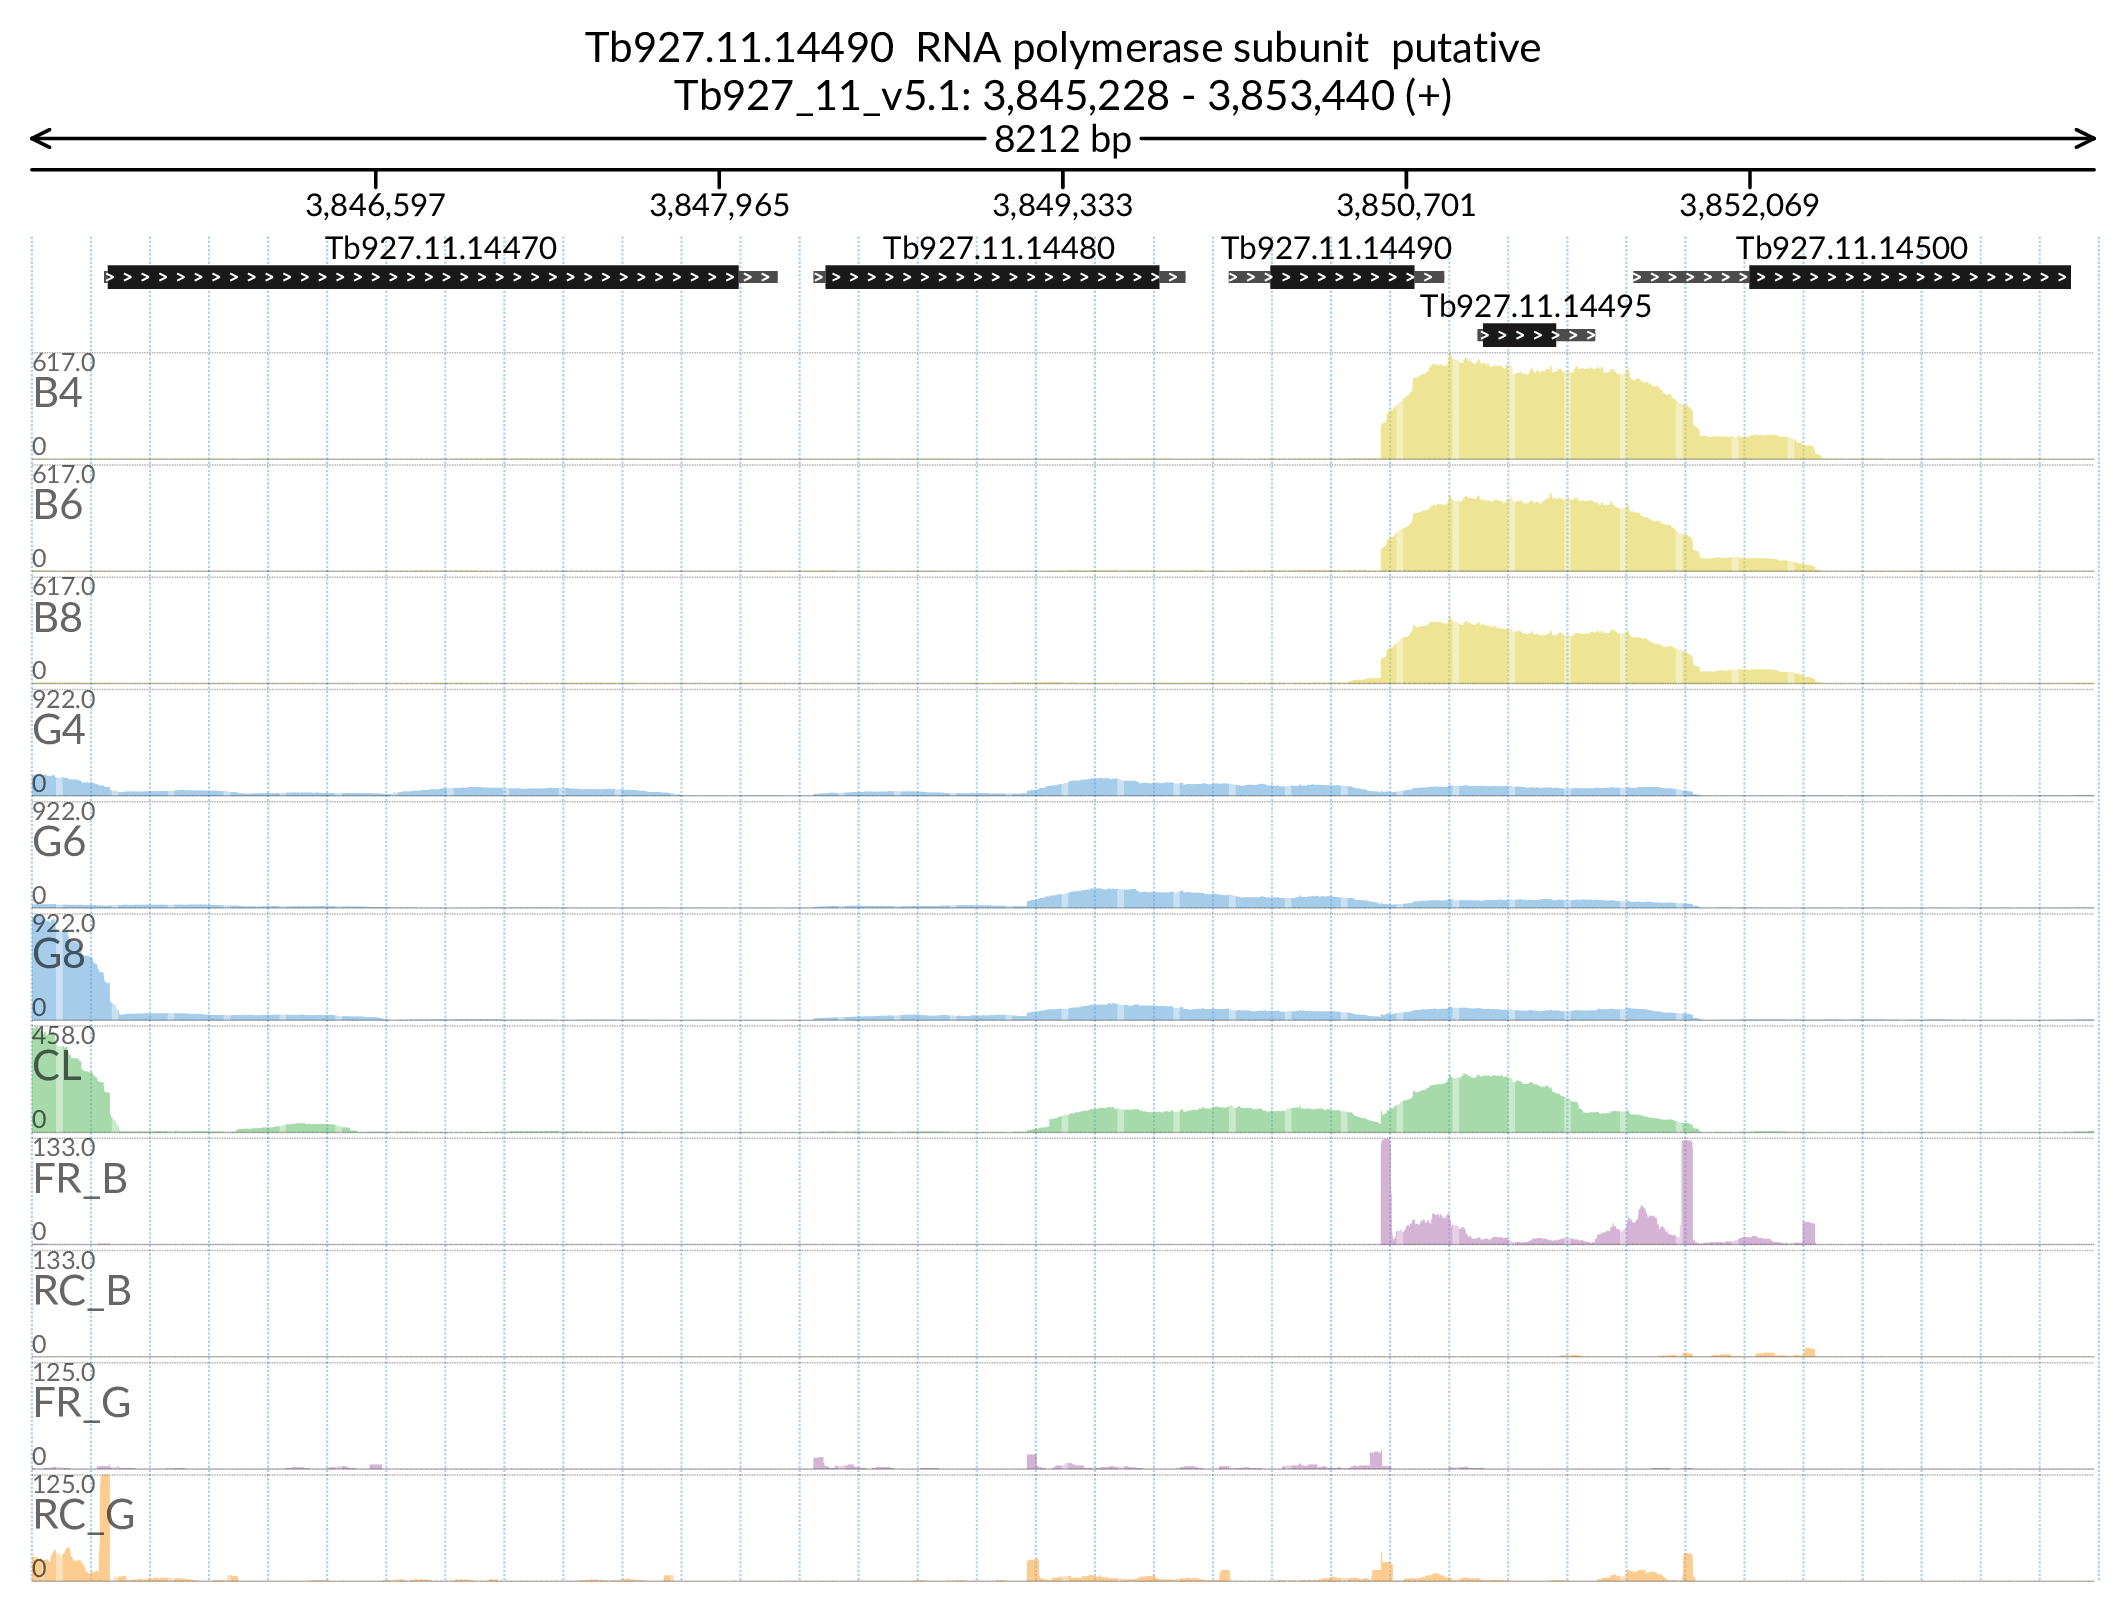 Tb927.11.14490  RNA polymerase subunit  putative
Tb927_11_v5.1: 3,845,228 - 3,853,440 (+)
8212 bp
3,846,597 3,847,965 3,849,333 3,850,701 3,852,069
Tb927.11.14470 Tb927.11.14480 Tb927.11.14490 Tb927.11.14500
Tb927.11.14495
617.0
B4
0
617.0
B6
0
617.0
B8
0
922.0
G4
0
922.0
G6
0
922.0
G8
0
458.0
CL
0
133.0
FR_B
0
133.0
RC_B
0
125.0
FR_G
0
125.0
RC_G
0